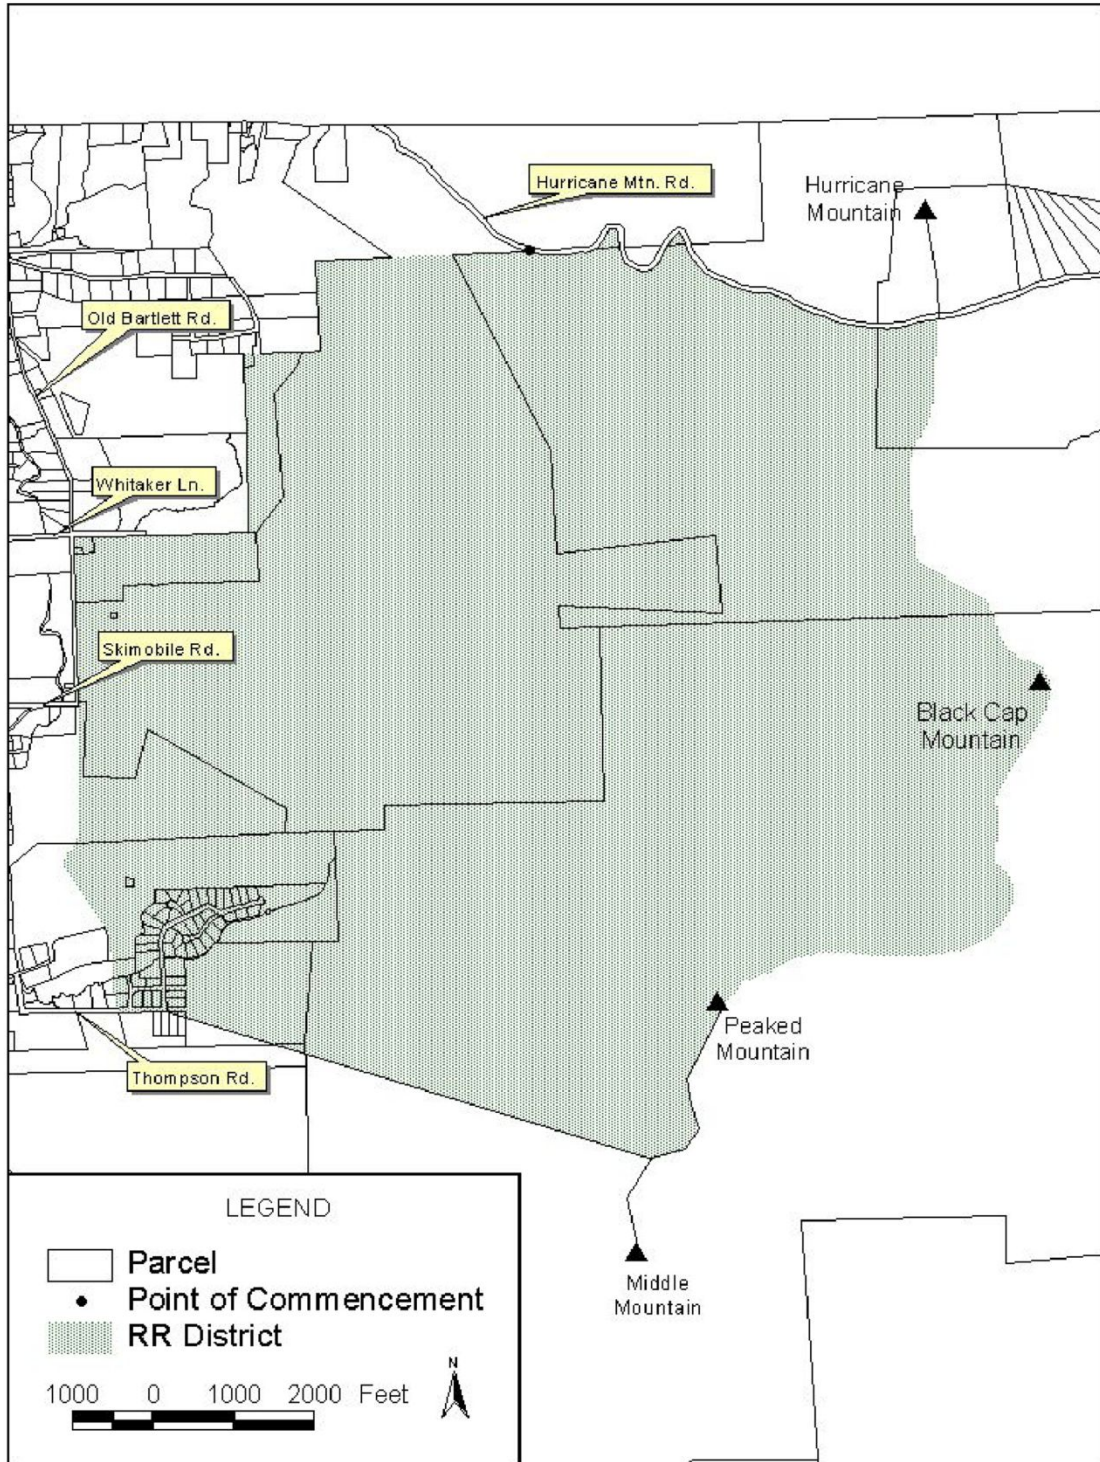 Hurricane Mtn. Rd.
Hurricane
Mountain
Old Bartlett Rd.
Whitaker Ln.
Skimobile Rd.
Black Cap
Mountain
Peaked
Mountain
Thompson Rd.
Middle
Mountain
LEGEND
Parcel
Point of Commencement
RR District
1000 0 1000 2000 Feet
N